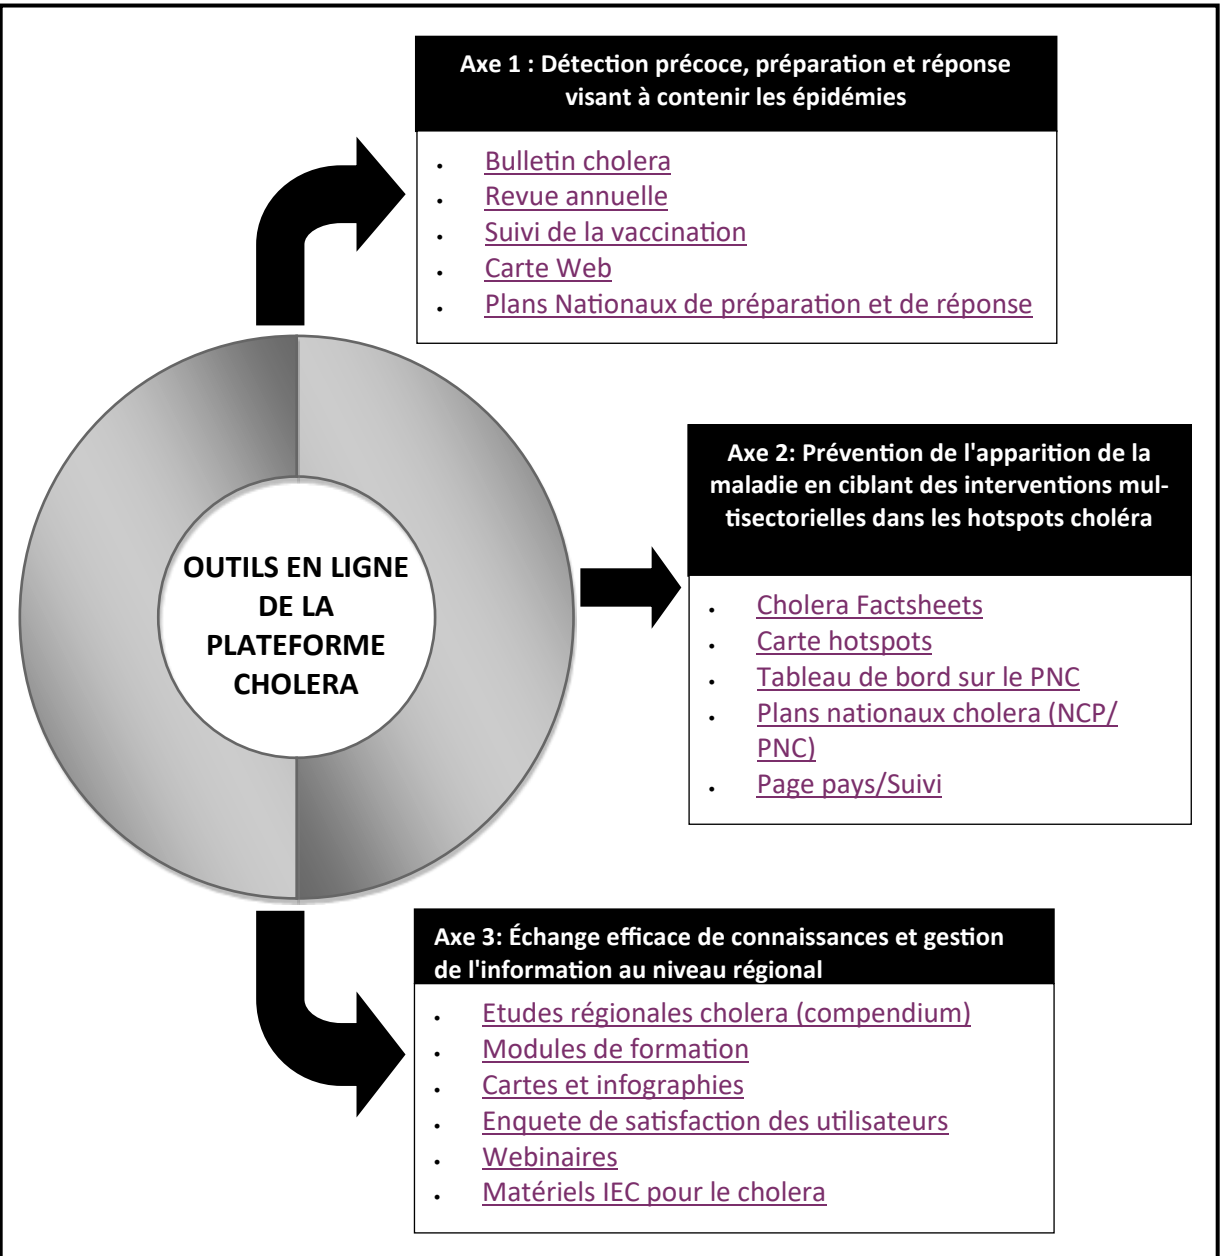 Axe 1 : Détection précoce, préparation et réponse
visant à contenir les épidémies
• Bulletin cholera
• Revue annuelle
• Suivi de la vaccination
• Carte Web
• Plans Nationaux de préparation et de réponse
OUTILS EN LIGNE
DE LA
PLATEFORME
CHOLERA
Axe 2: Prévention de l'apparition de la
maladie en ciblant des interventions mul-
tisectorielles dans les hotspots choléra
• Cholera Factsheets
• Carte hotspots
• Tableau de bord sur le PNC
• Plans nationaux cholera (NCP/
PNC)
• Page pays/Suivi
Axe 3: Échange efficace de connaissances et gestion
de l'information au niveau régional
• Etudes régionales cholera (compendium)
• Modules de formation
• Cartes et infographies
• Enquete de satisfaction des utilisateurs
• Webinaires
• Matériels IEC pour le cholera